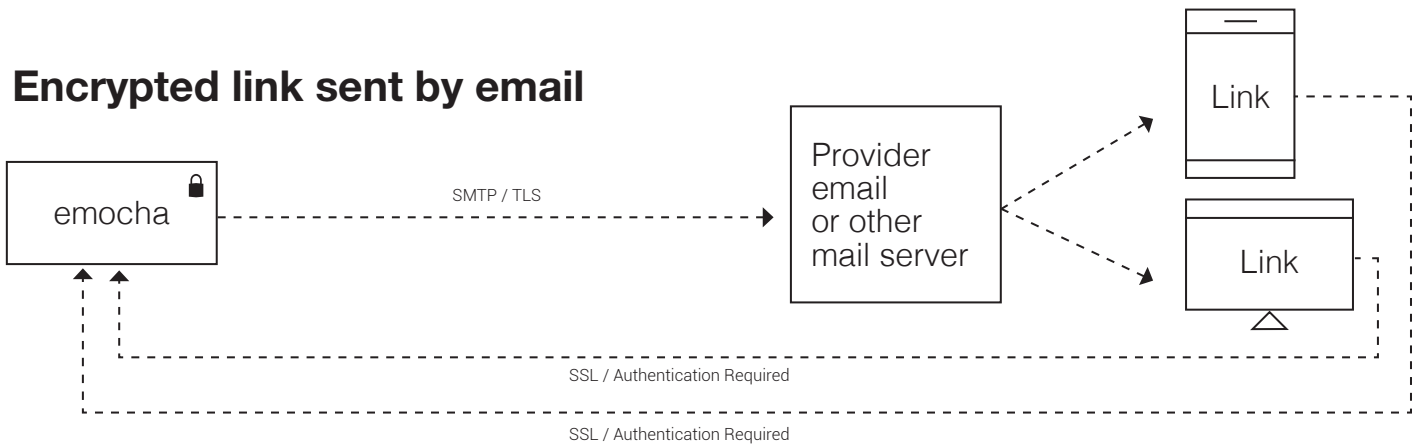 Encrypted link sent by email
Link
emocha
SMTP / TLS
Provider
email
or other
mail server
Link
SSL / Authentication Required
SSL / Authentication Required